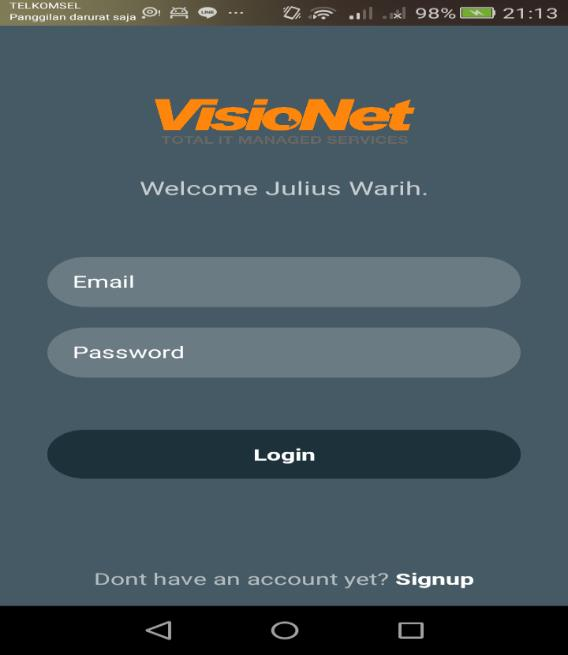 TELKOMSEL
Panggilan darurat saja LINE ... 98% 21:13
VisioNet
TOTAL IT MANAGED SERVICES
Welcome Julius Warih.
Email
Password
Login
Dont have an account yet? Signup